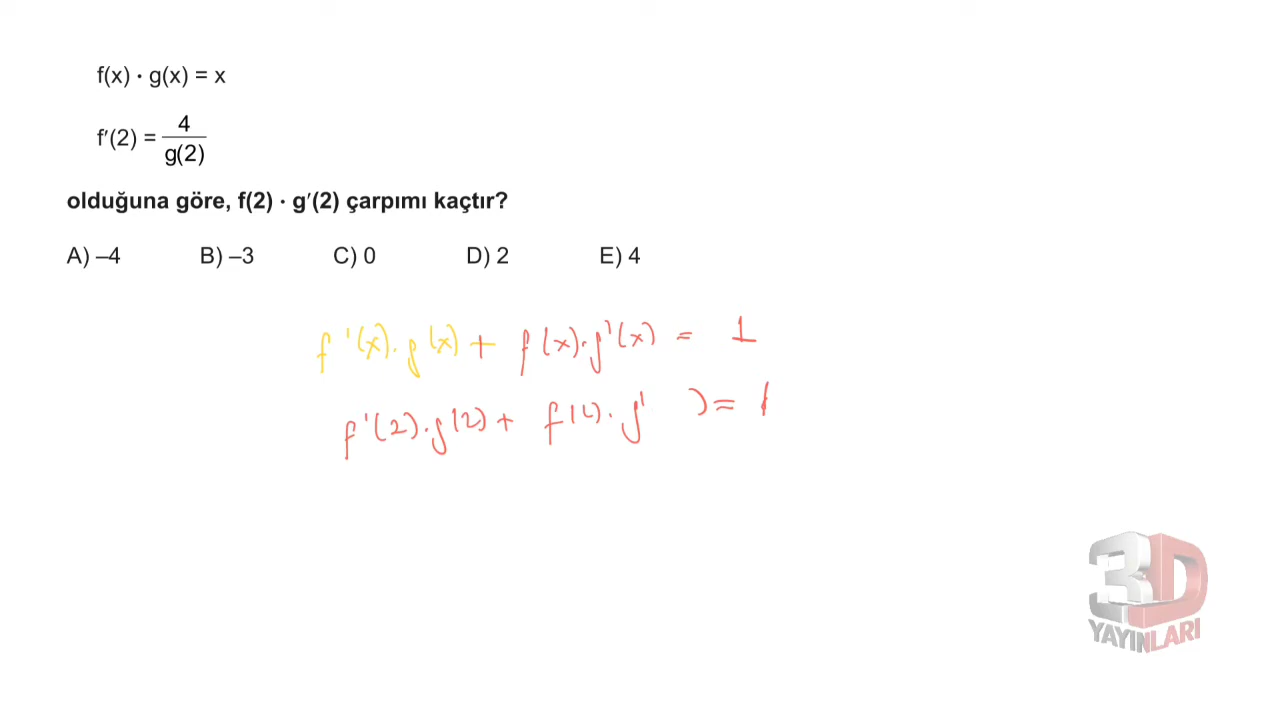 f(x) · g(x) = x
f′(2) = 4/g(2)
olduğuna göre, f(2) · g′(2) çarpımı kaçtır?
A) –4 B) –3 C) 0 D) 2 E) 4
f'(x).g(x) + f(x).g'(x) = 1
f'(2).g(2) + f(2).g' ) = 1
3D
YAYINLARI